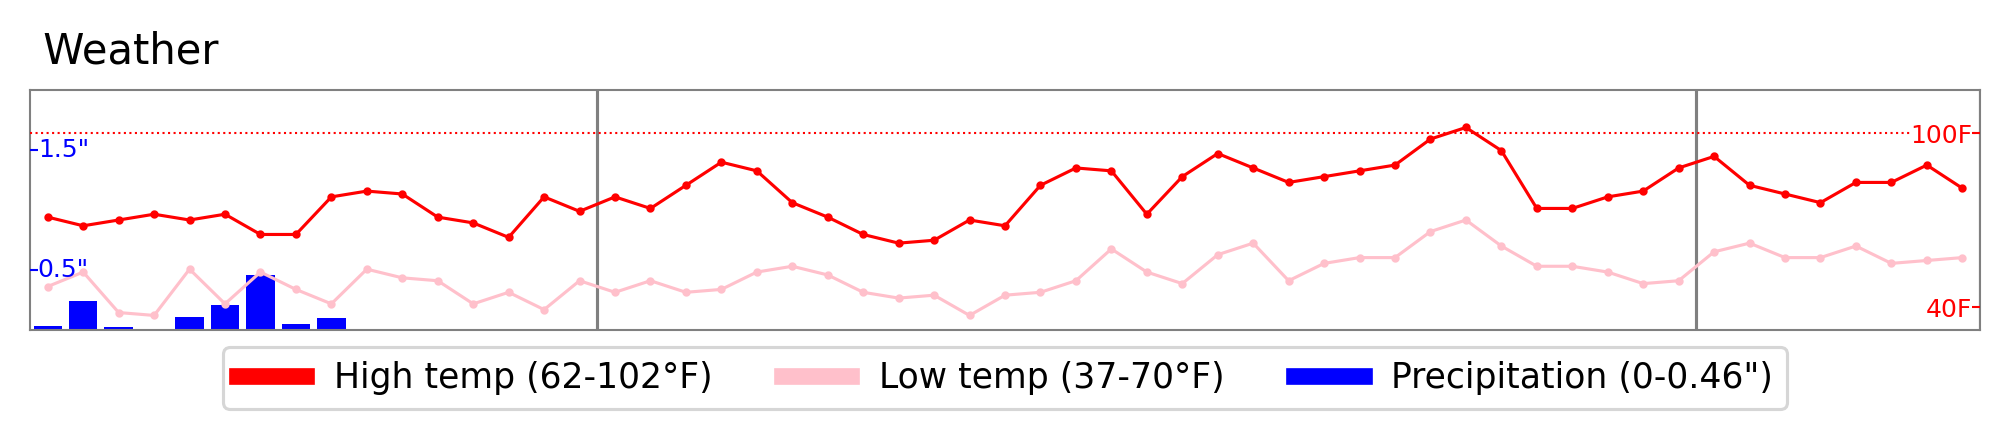 Weather
1.5"
100F
0.5"
40F
High temp (62-102°F) Low temp (37-70°F) Precipitation (0-0.46")